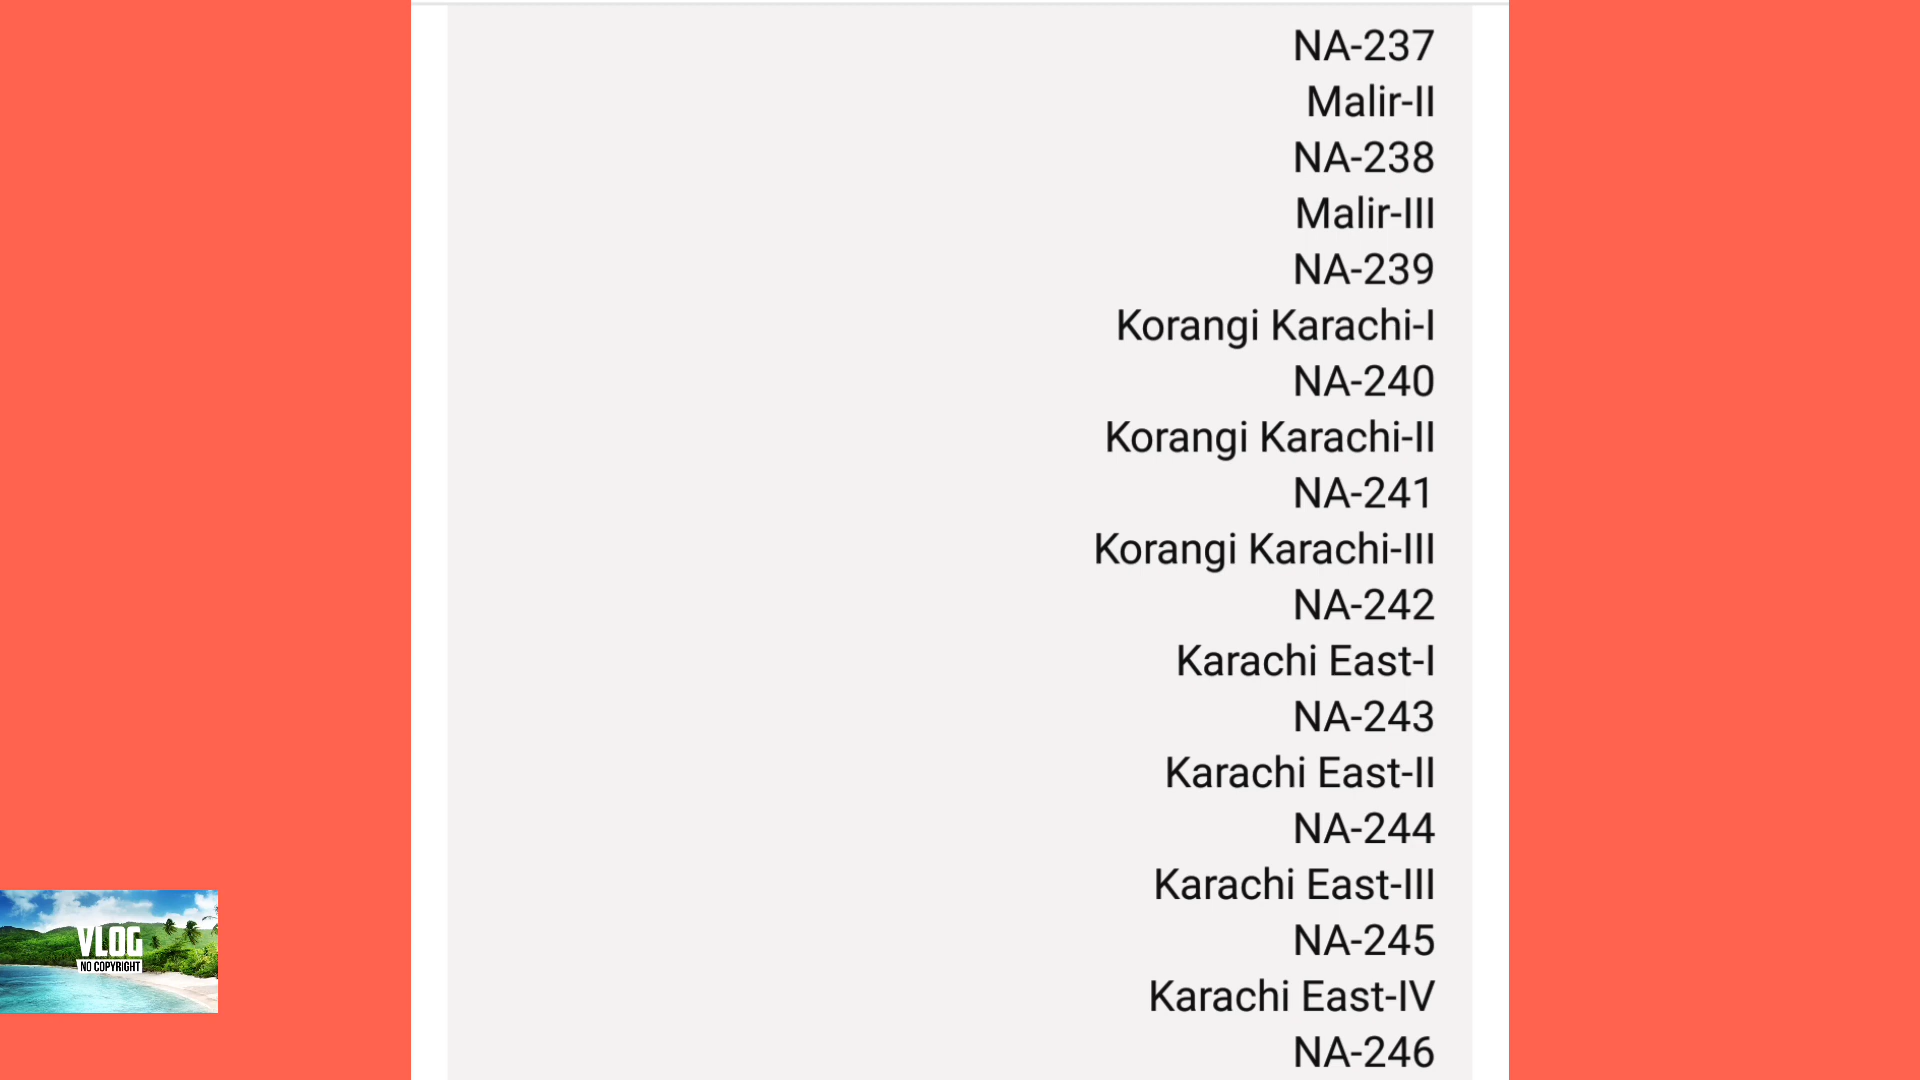 NA-237
Malir-II
NA-238
Malir-III
NA-239
Korangi Karachi-I
NA-240
Korangi Karachi-II
NA-241
Korangi Karachi-III
NA-242
Karachi East-I
NA-243
Karachi East-II
NA-244
Karachi East-III
NA-245
Karachi East-IV
NA-246
VLOG
NO COPYRIGHT